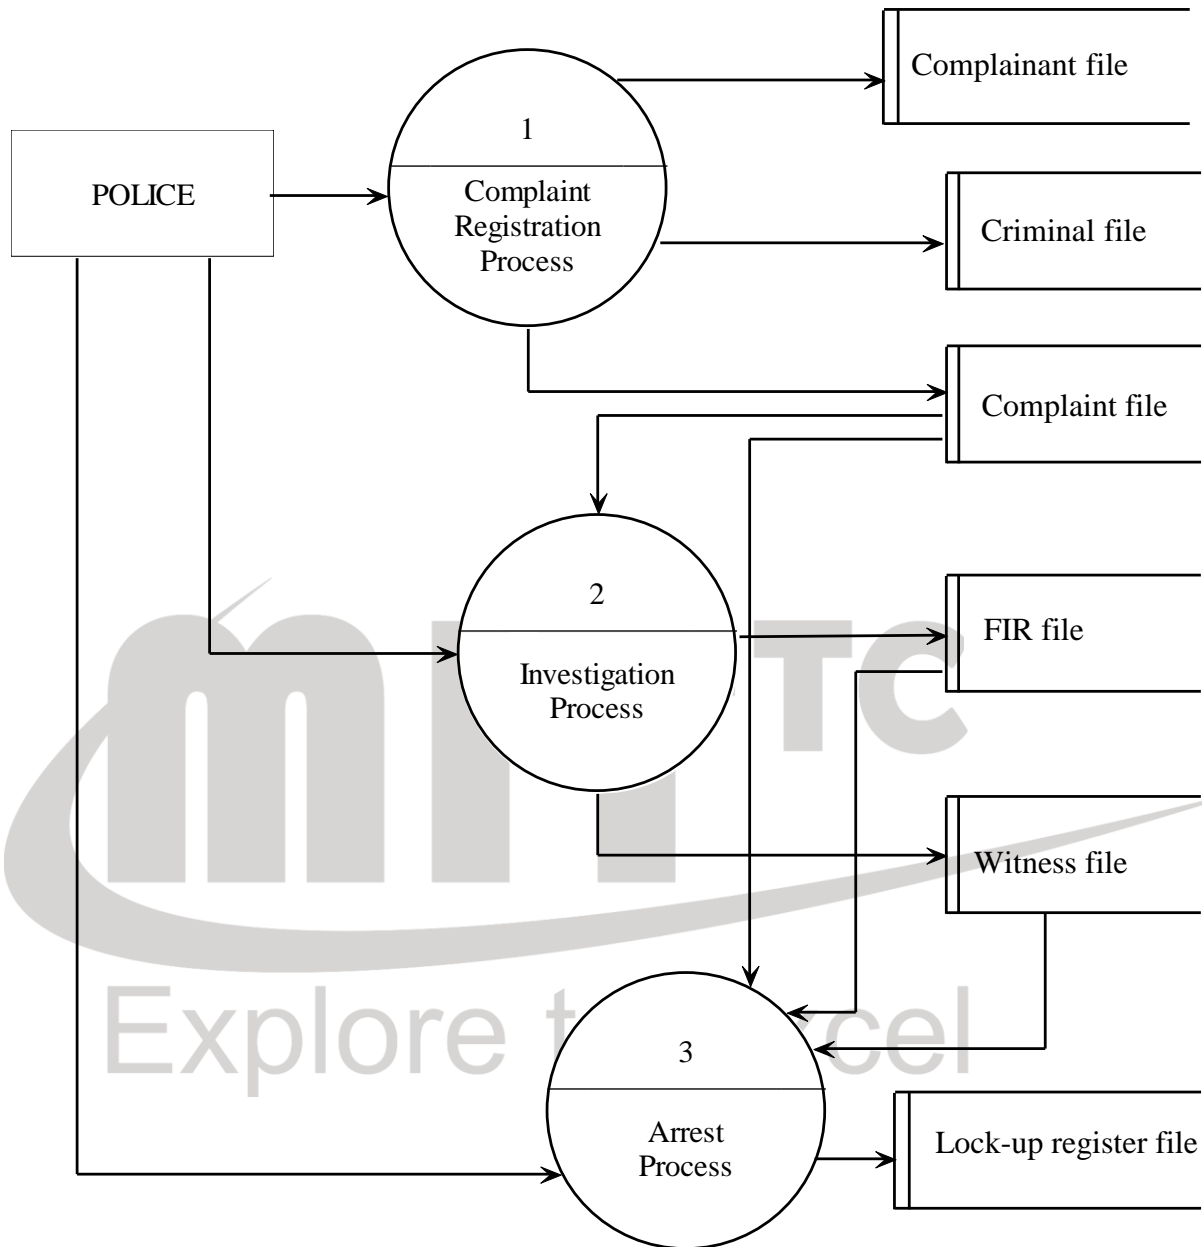 Complainant file
1
POLICE
Complaint
Registration
Process
Criminal file
Complaint file
2
FIR file
Investigation
Process
Witness file
Explore t xcel
3
Arrest
Process
Lock-up register file